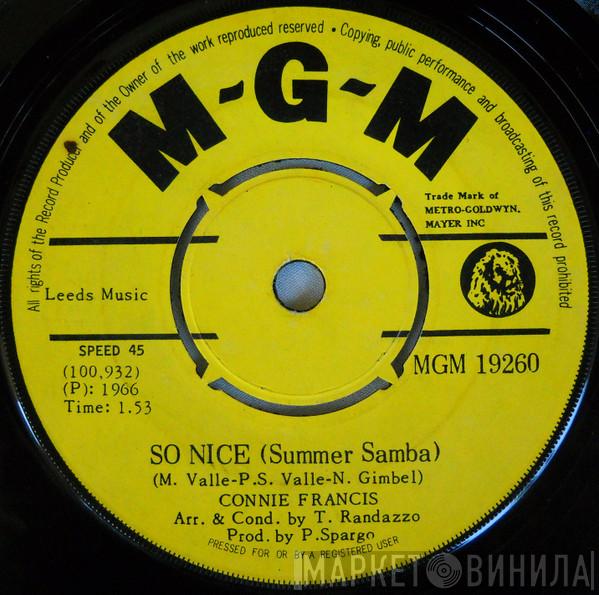 All rights of the Record Producer and of the Owner of the work reproduced reserved • Copying, public performance and broadcasting of this record prohibited
M-G-M
Trade Mark of
METRO-GOLDWYN.
MAYER INC
Leeds Music
SPEED 45
(100,932)
(P): 1966
Time: 1.53
MGM 19260
SO NICE (Summer Samba)
(M. Valle-P.S. Valle-N. Gimbel)
CONNIE FRANCIS
Arr. & Cond. by T. Randazzo
Prod. by P.Spargo
PRESSED FOR OR BY A REGISTERED USER
МАРКЕТ ВИНИЛА